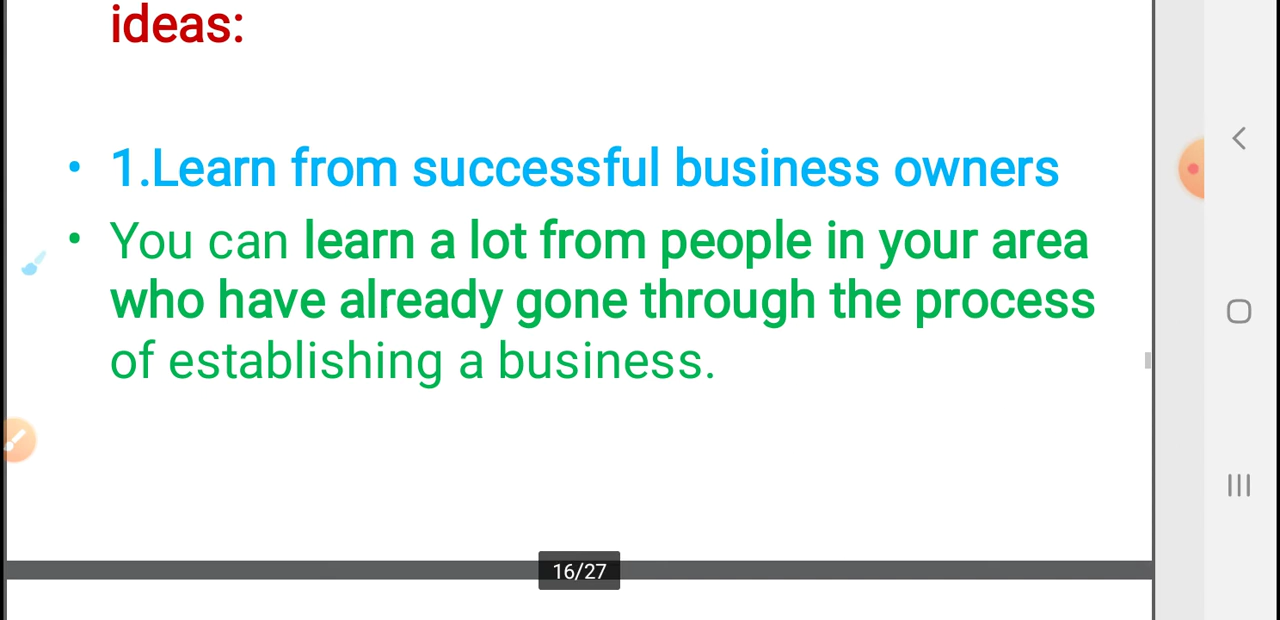 ideas:
• 1.Learn from successful business owners
• You can learn a lot from people in your area
who have already gone through the process
of establishing a business.
16/27